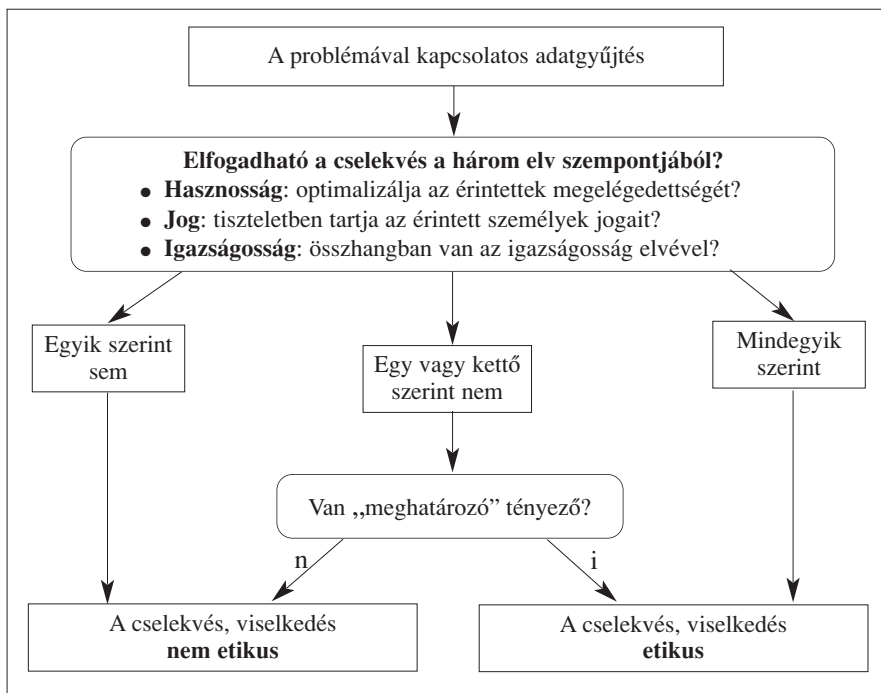 A problémával kapcsolatos adatgyűjtés
Elfogadható a cselekvés a három elv szempontjából?
● Hasznosság: optimalizálja az érintettek megelégedettségét?
● Jog: tiszteletben tartja az érintett személyek jogait?
● Igazságosság: összhangban van az igazságosság elvével?
Egyik szerint
sem
Egy vagy kettő
szerint nem
Mindegyik
szerint
Van „meghatározó” tényező?
n
i
A cselekvés, viselkedés
nem etikus
A cselekvés, viselkedés
etikus